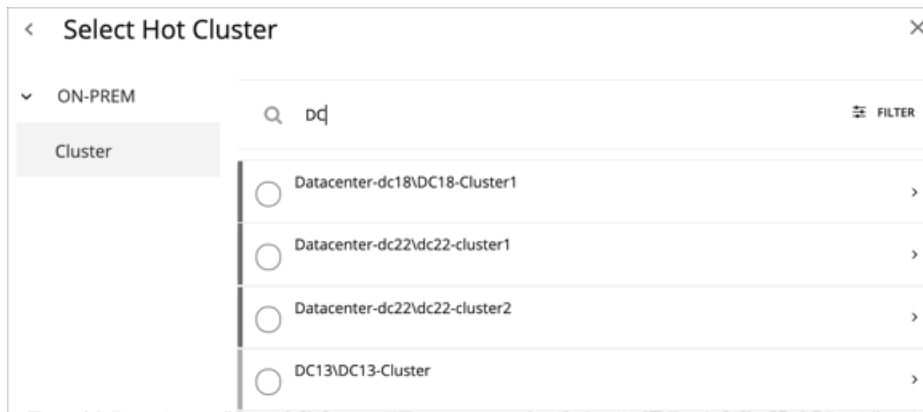 Select Hot Cluster
ON-PREM
Cluster
DC
FILTER
Datacenter-dc18\DC18-Cluster1
Datacenter-dc22\dc22-cluster1
Datacenter-dc22\dc22-cluster2
DC13\DC13-Cluster